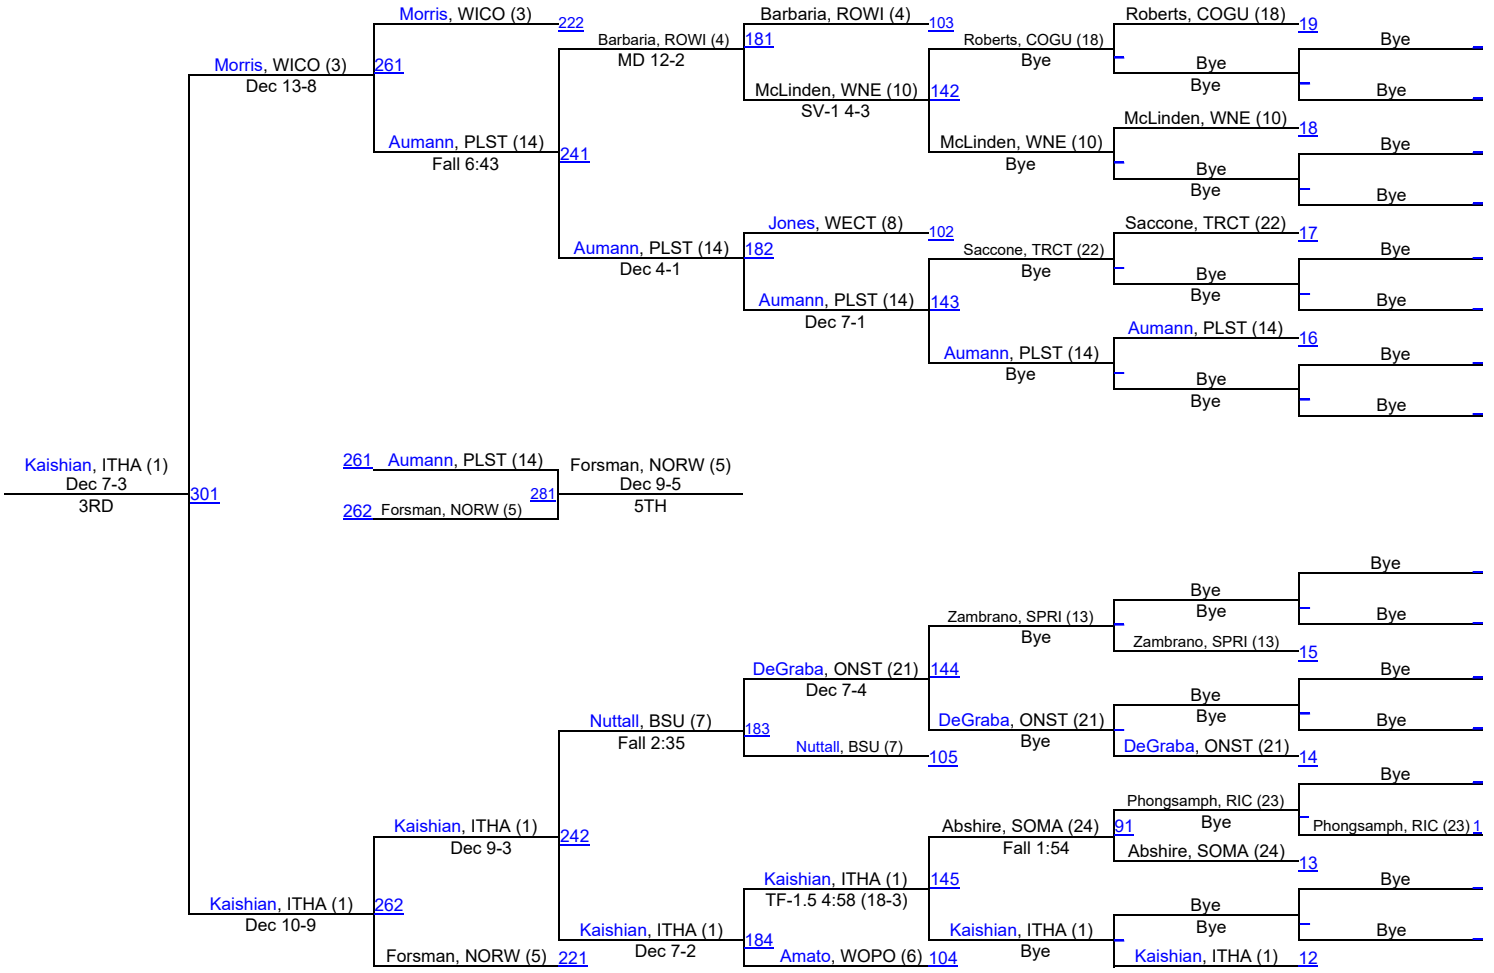 Morris, WICO (3)
222
Barbaria, ROWI (4)
103
Roberts, COGU (18)
19
Barbaria, ROWI (4)
181
Roberts, COGU (18)
Bye
MD 12-2
Bye
Bye
Morris, WICO (3)
261
Bye
Dec 13-8
McLinden, WNE (10)
142
Bye
SV-1 4-3
McLinden, WNE (10)
18
Aumann, PLST (14)
241
McLinden, WNE (10)
Bye
Fall 6:43
Bye
Bye
Bye
Bye
Jones, WECT (8)
102
Saccone, TRCT (22)
17
Aumann, PLST (14)
182
Saccone, TRCT (22)
Bye
Dec 4-1
Bye
Bye
Bye
Aumann, PLST (14)
143
Bye
Dec 7-1
Aumann, PLST (14)
16
Aumann, PLST (14)
Bye
Bye
Bye
Bye
Bye
Kaishian, ITHA (1)
261
Aumann, PLST (14)
Forsman, NORW (5)
Dec 7-3
Dec 9-5
301
281
3RD
262
Forsman, NORW (5)
5TH
Bye
Bye
Zambrano, SPRI (13)
Bye
Bye
Bye
Zambrano, SPRI (13)
15
DeGraba, ONST (21)
144
Bye
Dec 7-4
Bye
Nuttall, BSU (7)
183
DeGraba, ONST (21)
Bye
Bye
Fall 2:35
Bye
Nuttall, BSU (7)
105
DeGraba, ONST (21)
14
Bye
Phongsamph, RIC (23)
Kaishian, ITHA (1)
242
Abshire, SOMA (24)
91
Bye
Phongsamph, RIC (23)
1
Dec 9-3
Fall 1:54
Abshire, SOMA (24)
13
Kaishian, ITHA (1)
145
Bye
TF-1.5 4:58 (18-3)
Kaishian, ITHA (1)
262
Bye
Dec 10-9
Kaishian, ITHA (1)
184
Kaishian, ITHA (1)
Bye
Bye
Dec 7-2
Bye
Forsman, NORW (5)
221
Amato, WOPO (6)
104
Kaishian, ITHA (1)
12